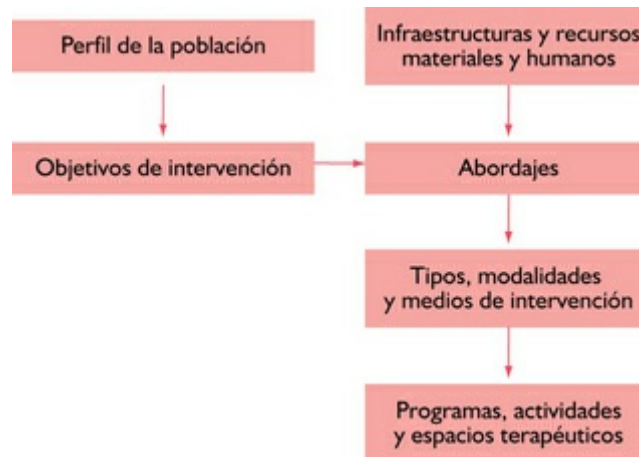 Perfil de la población
Infraestructuras y recursos
materiales y humanos
Objetivos de intervención
Abordajes
Tipos, modalidades
y medios de intervención
Programas, actividades
y espacios terapéuticos